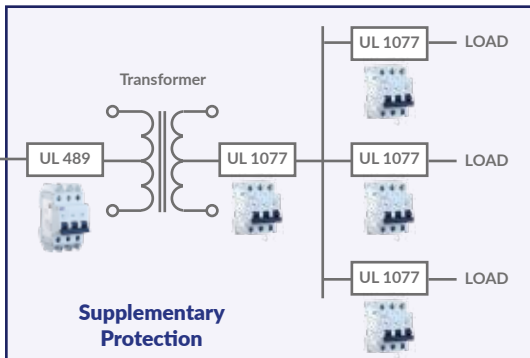 UL 1077
LOAD
Transformer
UL 489
UL 1077
UL 1077
LOAD
UL 1077
LOAD
Supplementary
Protection